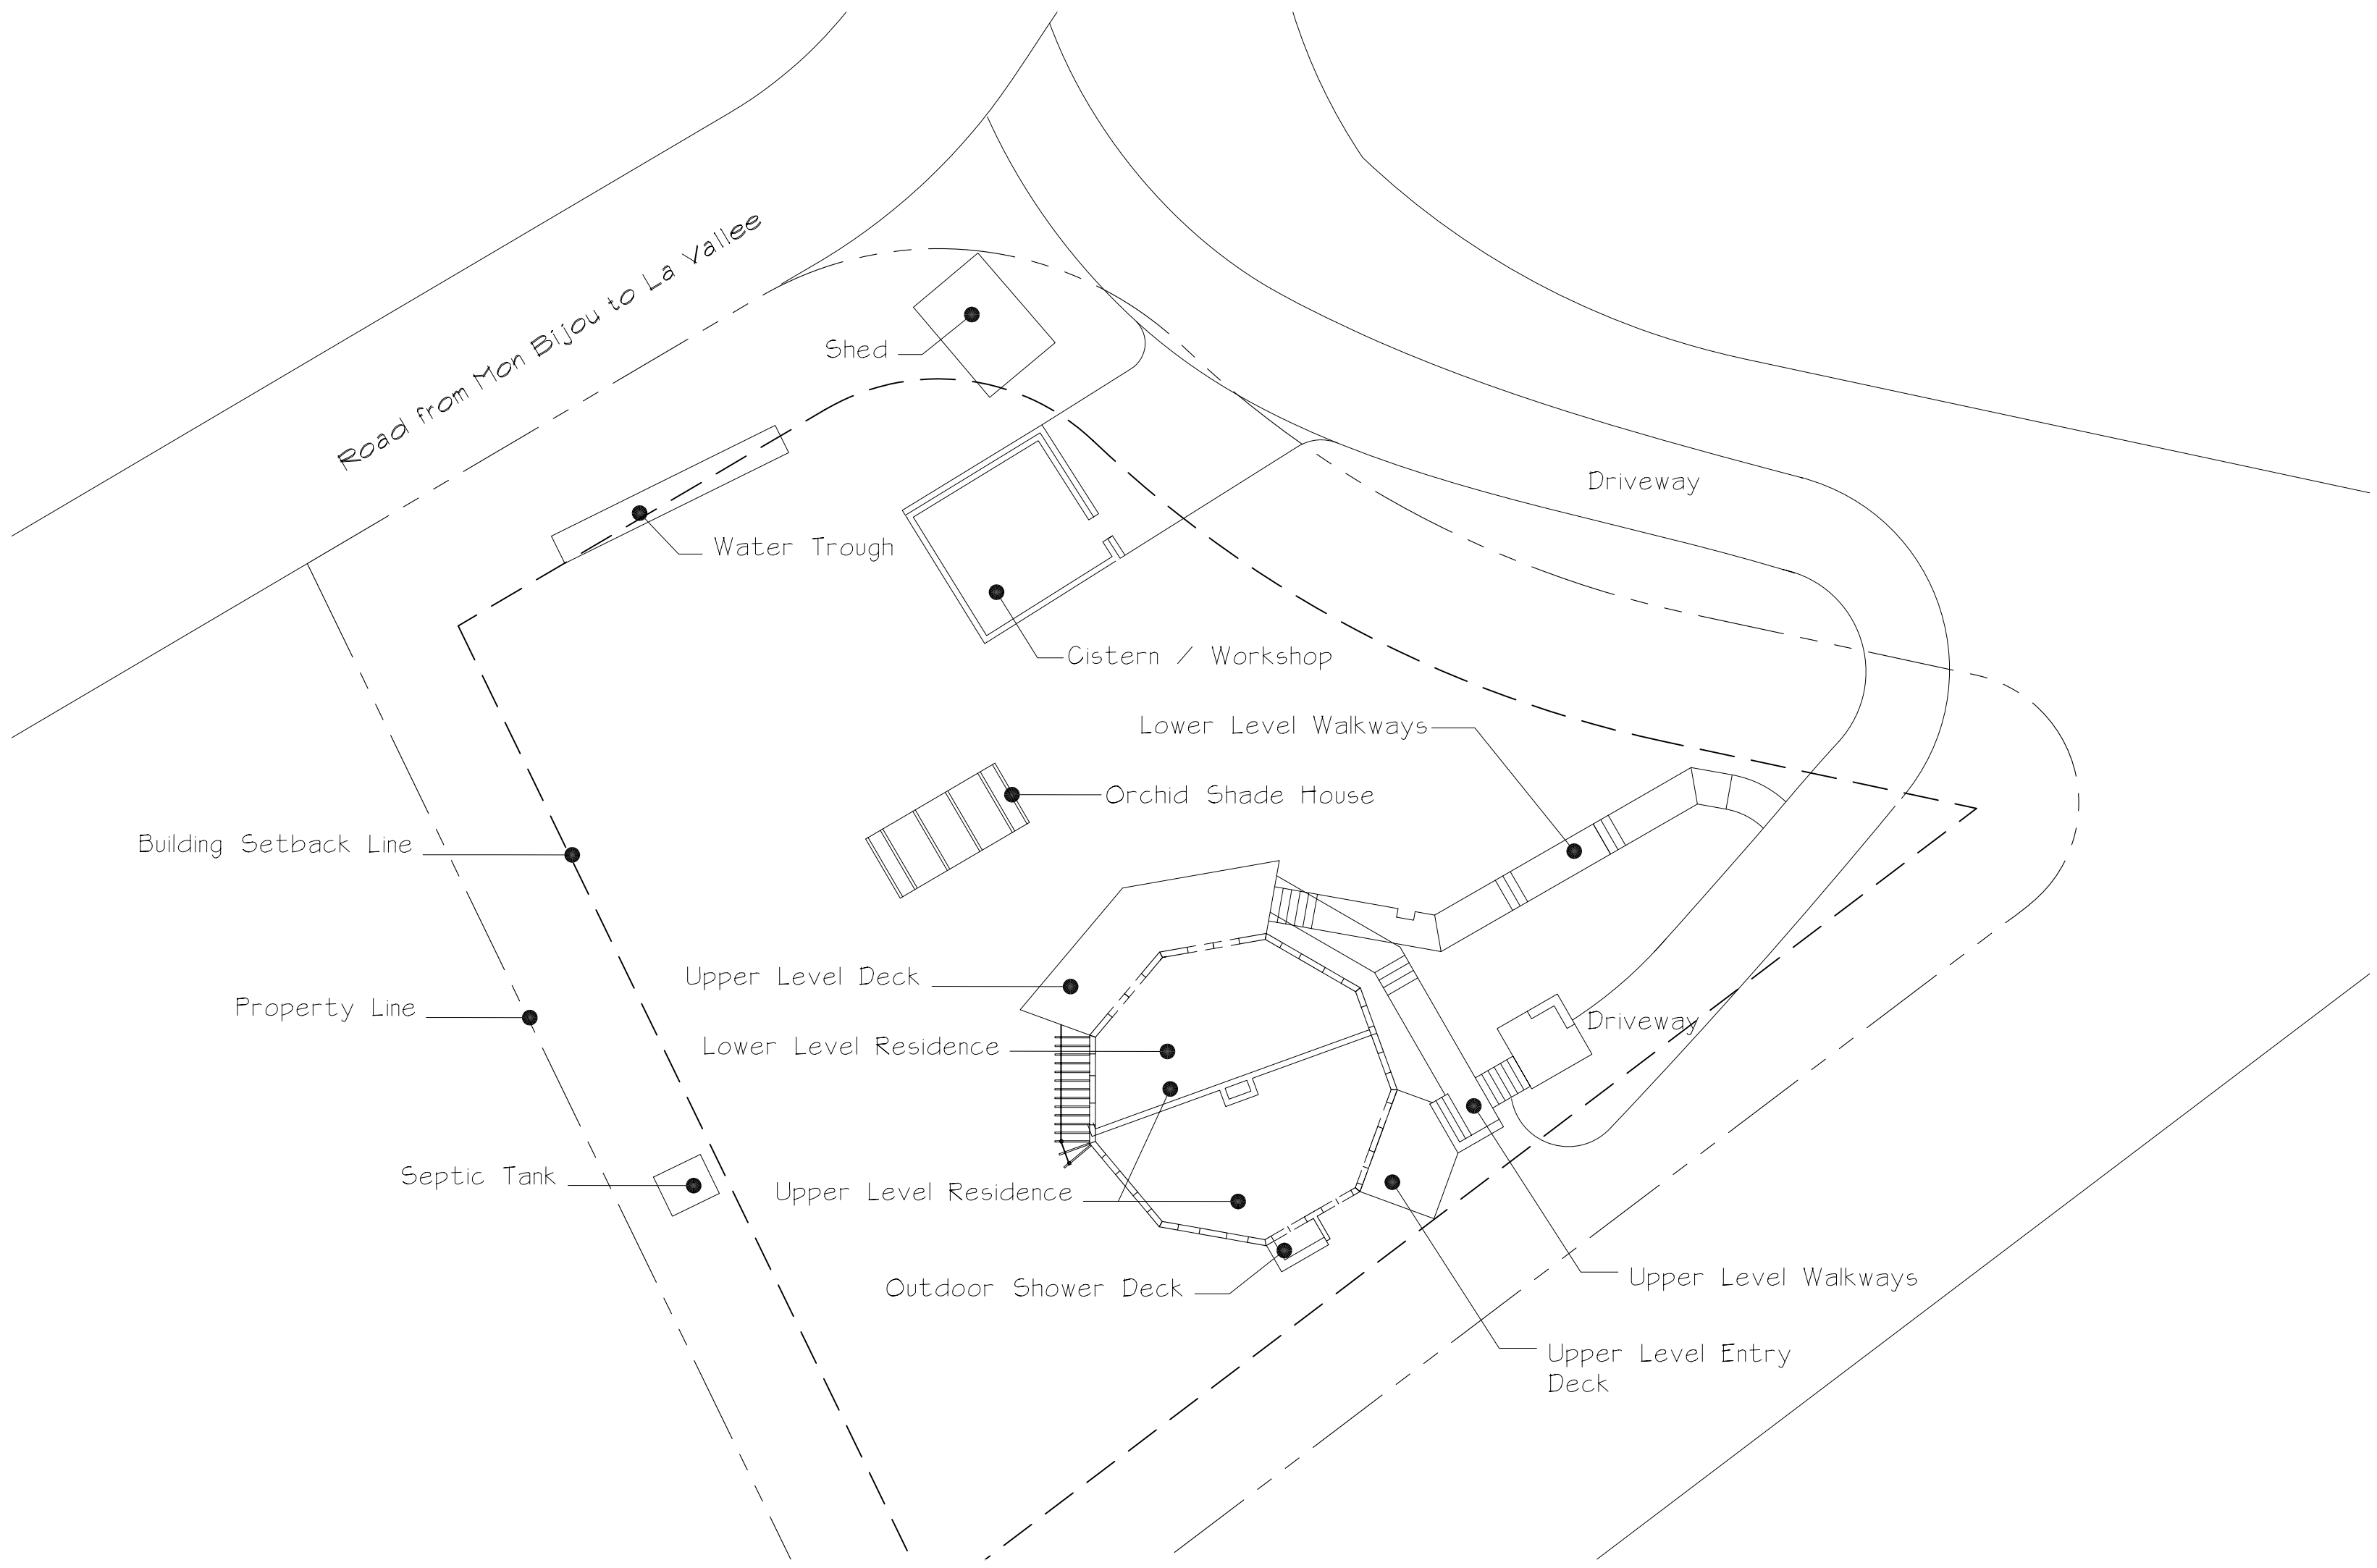 Road from Mon Bijou to La Vallee
Shed
Driveway
Water Trough
Cistern / Workshop
Lower Level Walkways
Orchid Shade House
Building Setback Line
Upper Level Deck
Property Line
Driveway
Lower Level Residence
Septic Tank
Upper Level Residence
Outdoor Shower Deck
Upper Level Walkways
Upper Level Entry
Deck